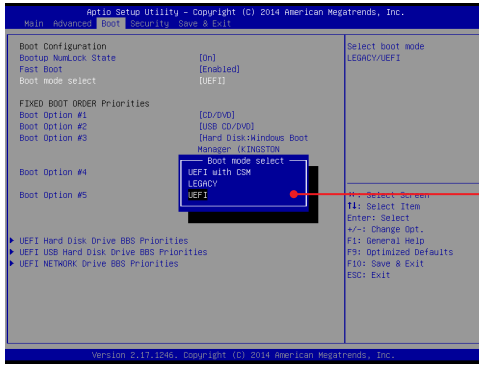 Aptio Setup Utility – Copyright (C) 2014 American Megatrends, Inc.
Main Advanced Boot Security Save & Exit
Boot Configuration
Bootup NumLock State [On]
Fast Boot [Enabled]
Boot mode select [UEFI]
FIXED BOOT ORDER Priorities
Boot Option #1 [CD/DVD]
Boot Option #2 [USB CD/DVD]
Boot Option #3 [Hard Disk:Windows Boot
Manager (KINGSTON
Boot mode select
UEFI with CSM
LEGACY
UEFI
Boot Option #4
Boot Option #5
UEFI Hard Disk Drive BBS Priorities
UEFI USB Hard Disk Drive BBS Priorities
UEFI NETWORK Drive BBS Priorities
Select boot mode
LEGACY/UEFI
Select Screen
↑↓: Select Item
Enter: Select
+/-: Change Opt.
F1: General Help
F9: Optimized Defaults
F10: Save & Exit
ESC: Exit
Version 2.17.1246. Copyright (C) 2014 American Megatrends, Inc.